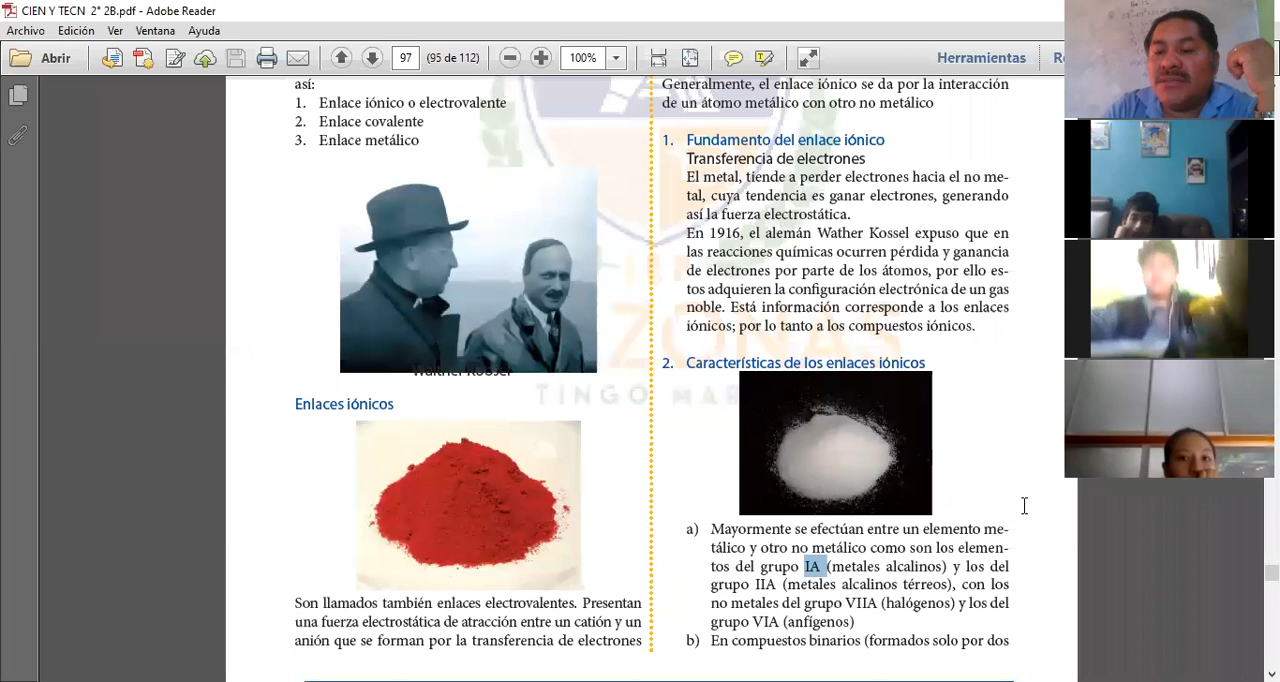 CIEN Y TECN  2° 2B.pdf - Adobe Reader
Archivo Edición Ver Ventana Ayuda
Abrir 97 (95 de 112) 100% Herramientas
así:
1. Enlace iónico o electrovalente
2. Enlace covalente
3. Enlace metálico
Enlaces iónicos
Son llamados también enlaces electrovalentes. Presentan
una fuerza electrostática de atracción entre un catión y un
anión que se forman por la transferencia de electrones
Generalmente, el enlace iónico se da por la interacción
de un átomo metálico con otro no metálico
1. Fundamento del enlace iónico
Transferencia de electrones
El metal, tiende a perder electrones hacia el no me-
tal, cuya tendencia es ganar electrones, generando
así la fuerza electrostática.
En 1916, el alemán Wather Kossel expuso que en
las reacciones químicas ocurren pérdida y ganancia
de electrones por parte de los átomos, por ello es-
tos adquieren la configuración electrónica de un gas
noble. Está información corresponde a los enlaces
iónicos; por lo tanto a los compuestos iónicos.
2. Características de los enlaces iónicos
a) Mayormente se efectúan entre un elemento me-
tálico y otro no metálico como son los elemen-
tos del grupo IA (metales alcalinos) y los del
grupo IIA (metales alcalinos térreos), con los
no metales del grupo VIIA (halógenos) y los del
grupo VIA (anfígenos)
b) En compuestos binarios (formados solo por dos
TINGO MAR